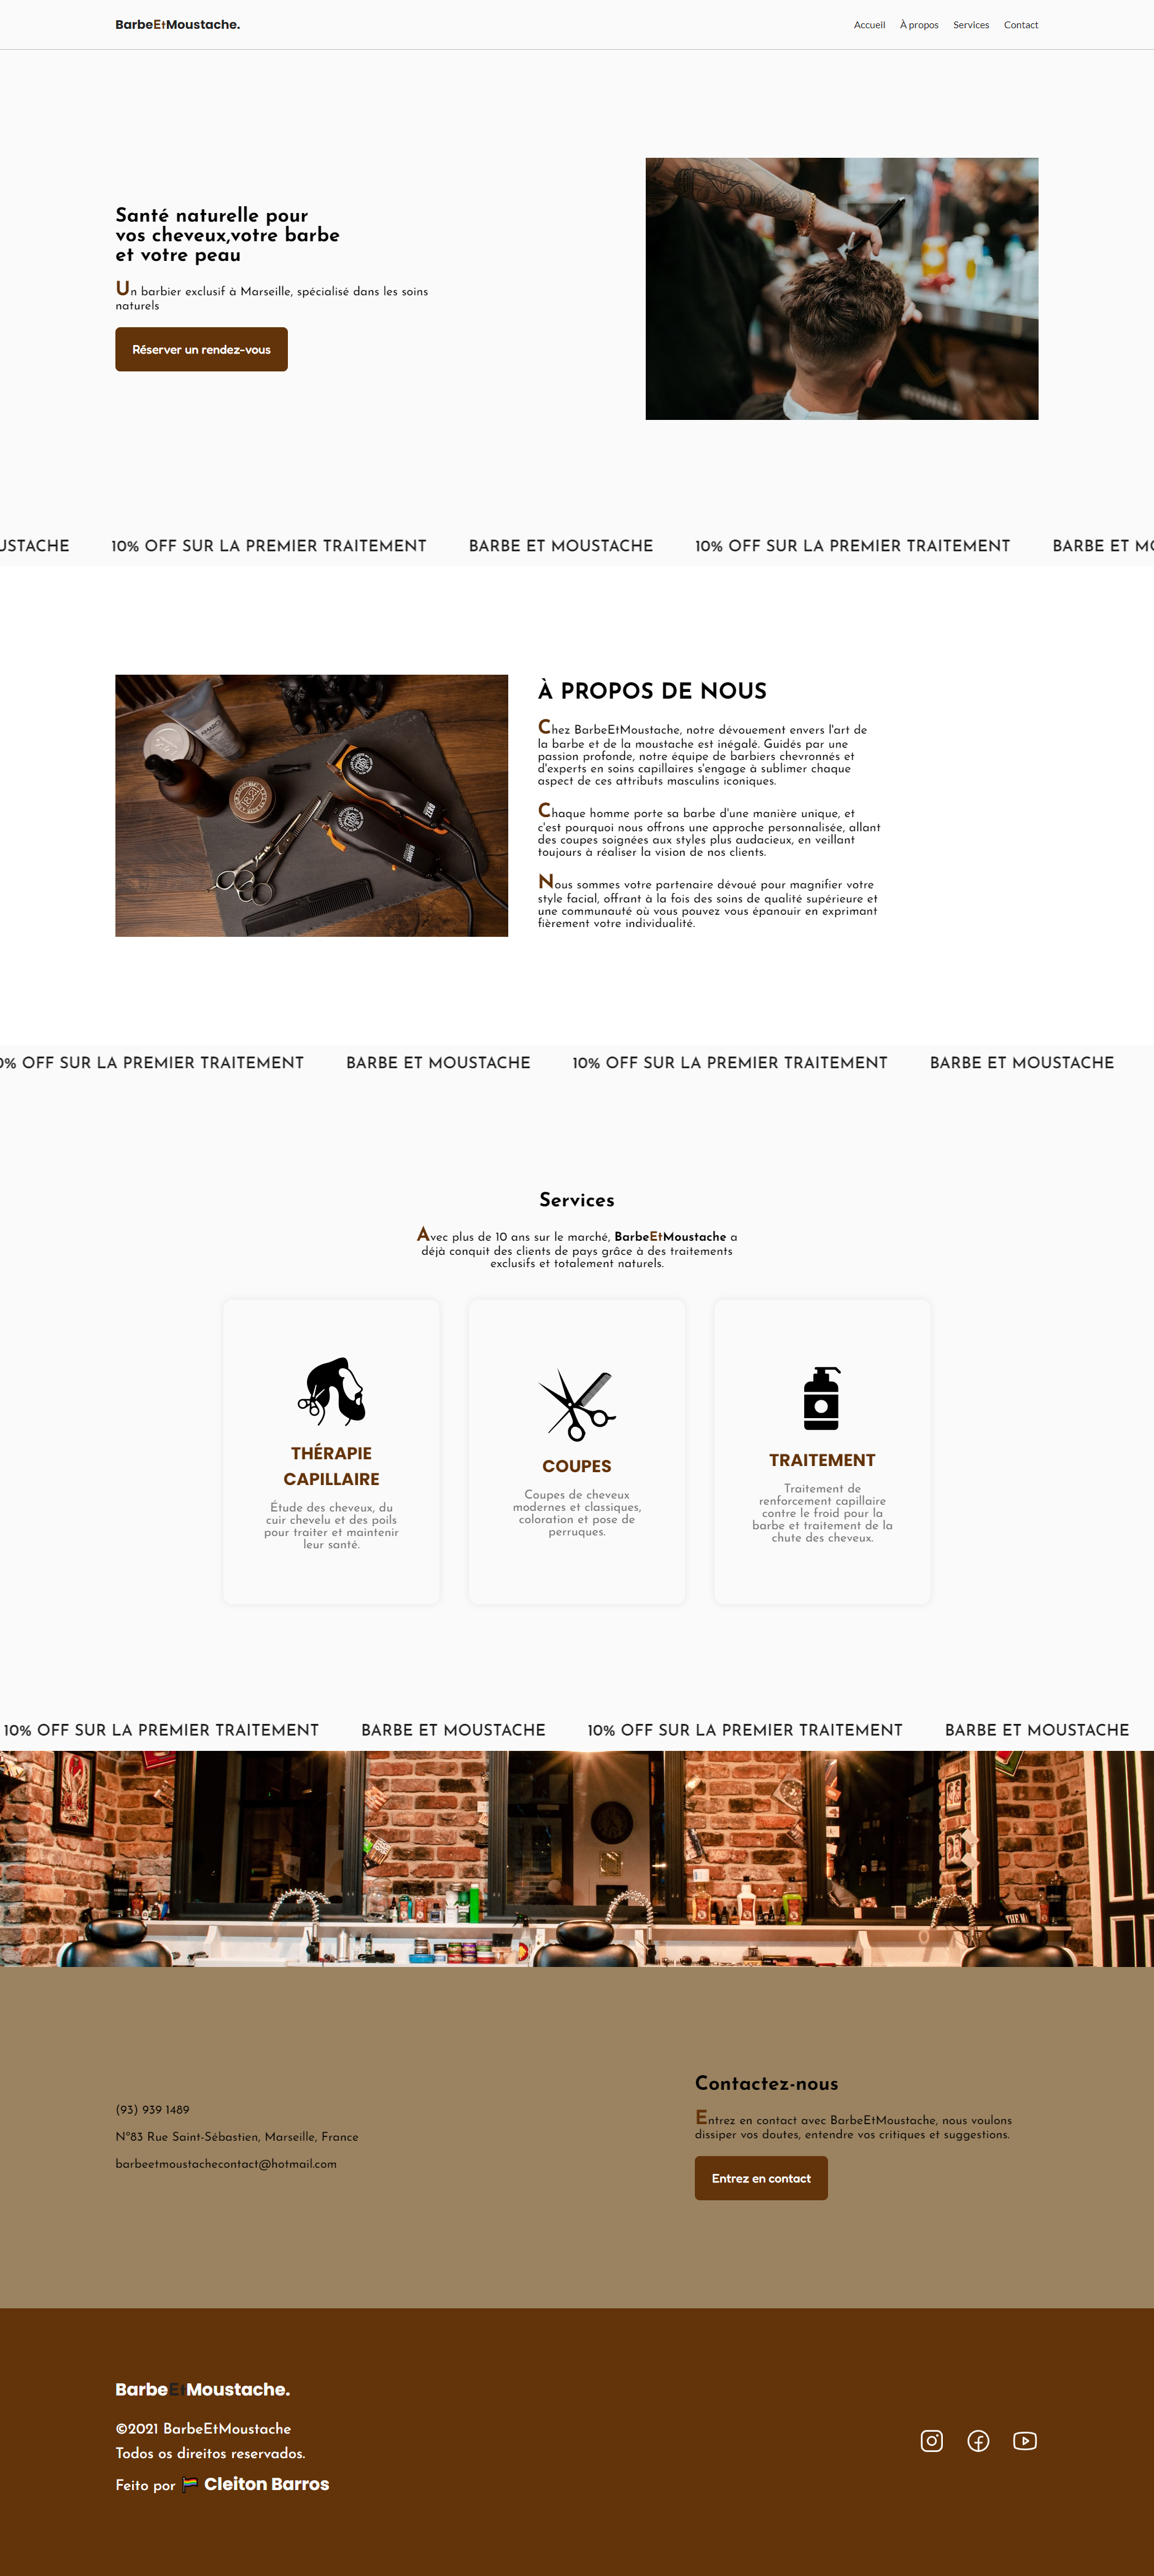 BarbeEtMoustache.
Accueil À propos Services Contact
Santé naturelle pour
vos cheveux,votre barbe
et votre peau
Un barbier exclusif à Marseille, spécialisé dans les soins
naturels
Réserver un rendez-vous
USTACHE 10% OFF SUR LA PREMIER TRAITEMENT BARBE ET MOUSTACHE 10% OFF SUR LA PREMIER TRAITEMENT BARBE ET MO
À PROPOS DE NOUS
Chez BarbeEtMoustache, notre dévouement envers l'art de
la barbe et de la moustache est inégalé. Guidés par une
passion profonde, notre équipe de barbiers chevronnés et
d'experts en soins capillaires s'engage à sublimer chaque
aspect de ces attributs masculins iconiques.
Chaque homme porte sa barbe d'une manière unique, et
c'est pourquoi nous offrons une approche personnalisée, allant
des coupes soignées aux styles plus audacieux, en veillant
toujours à réaliser la vision de nos clients.
Nous sommes votre partenaire dévoué pour magnifier votre
style facial, offrant à la fois des soins de qualité supérieure et
une communauté où vous pouvez vous épanouir en exprimant
fièrement votre individualité.
0% OFF SUR LA PREMIER TRAITEMENT BARBE ET MOUSTACHE 10% OFF SUR LA PREMIER TRAITEMENT BARBE ET MOUSTACHE
Services
Avec plus de 10 ans sur le marché, BarbeEtMoustache a
déjà conquit des clients de pays grâce à des traitements
exclusifs et totalement naturels.
THÉRAPIE
CAPILLAIRE
Étude des cheveux, du
cuir chevelu et des poils
pour traiter et maintenir
leur santé.
COUPES
Coupes de cheveux
modernes et classiques,
coloration et pose de
perruques.
TRAITEMENT
Traitement de
renforcement capillaire
contre le froid pour la
barbe et traitement de la
chute des cheveux.
10% OFF SUR LA PREMIER TRAITEMENT BARBE ET MOUSTACHE 10% OFF SUR LA PREMIER TRAITEMENT BARBE ET MOUSTACHE
(93) 939 1489
Nº83 Rue Saint-Sébastien, Marseille, France
barbeetmoustachecontact@hotmail.com
Contactez-nous
Entrez en contact avec BarbeEtMoustache, nous voulons
dissiper vos doutes, entendre vos critiques et suggestions.
Entrez en contact
BarbeEtMoustache.
©2021 BarbeEtMoustache
Todos os direitos reservados.
Feito por Cleiton Barros